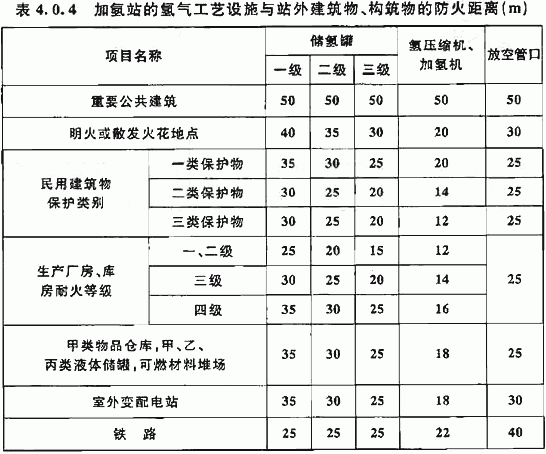 表 4.0.4 加氢站的氢气工艺设施与站外建筑物、构筑物的防火距离(m)
项目名称 储氢罐 氢压缩机、加氢机 放空管口
一级 二级 三级
重要公共建筑 50 50 50 50 50
明火或散发火花地点 40 35 30 20 30
民用建筑物保护类别 一类保护物 35 30 25 20 25
二类保护物 30 25 20 14 25
三类保护物 30 25 20 12 25
生产厂房、库房耐火等级 一、二级 25 20 15 12 25
三级 30 25 20 14
四级 35 30 25 16
甲类物品仓库,甲、乙、
丙类液体储罐,可燃材料堆场 35 30 25 18 25
室外变配电站 35 30 25 18 30
铁路 25 25 25 22 40